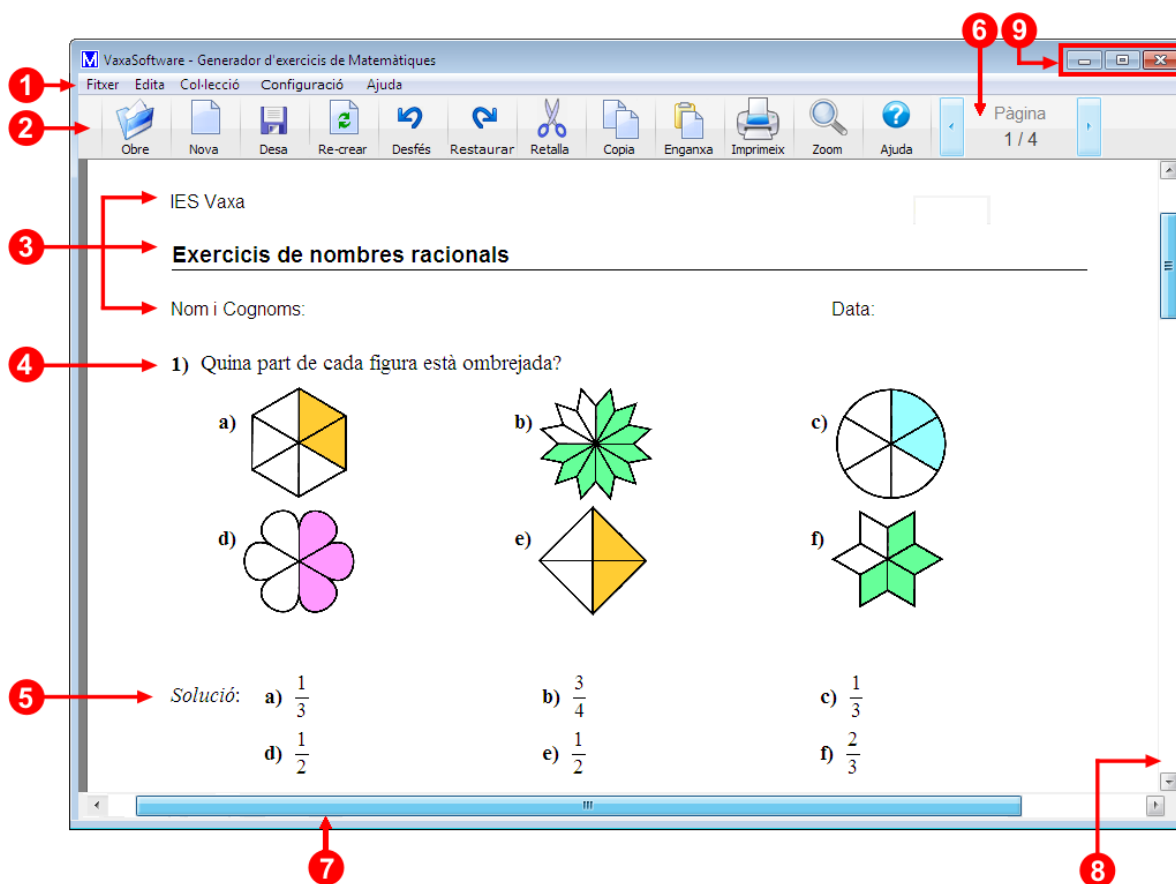 6 9
M VaxaSoftware - Generador d'exercicis de Matemàtiques
1 Fitxer Edita Col·lecció Configuració Ajuda
2 Obre Nova Desa Re-crear Desfés Restaurar Retalla Copia Enganxa Imprimeix Zoom Ajuda Pàgina
1 / 4
IES Vaxa
3 Exercicis de nombres racionals
Nom i Cognoms: Data:
4 1) Quina part de cada figura està ombrejada?
a) b) c)
d) e) f)
5 Solució: a) 1/3 b) 3/4 c) 1/3
d) 1/2 e) 1/2 f) 2/3
7 8